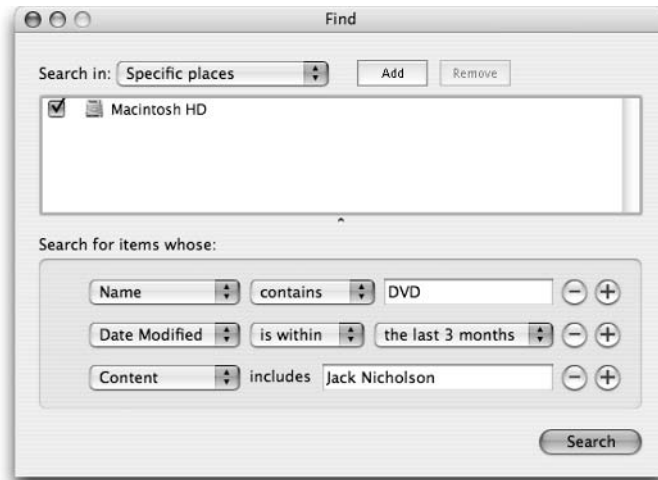 Find
Search in: Specific places Add Remove
Macintosh HD
Search for items whose:
Name contains DVD
Date Modified is within the last 3 months
Content includes Jack Nicholson
Search